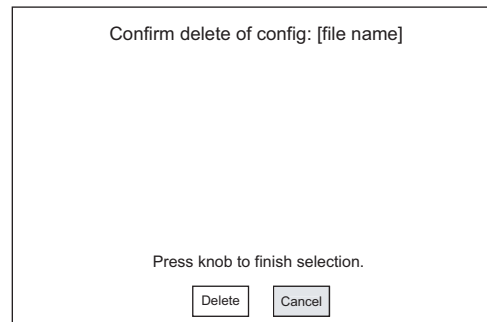 Confirm delete of config: [file name]
Press knob to finish selection.
Delete Cancel